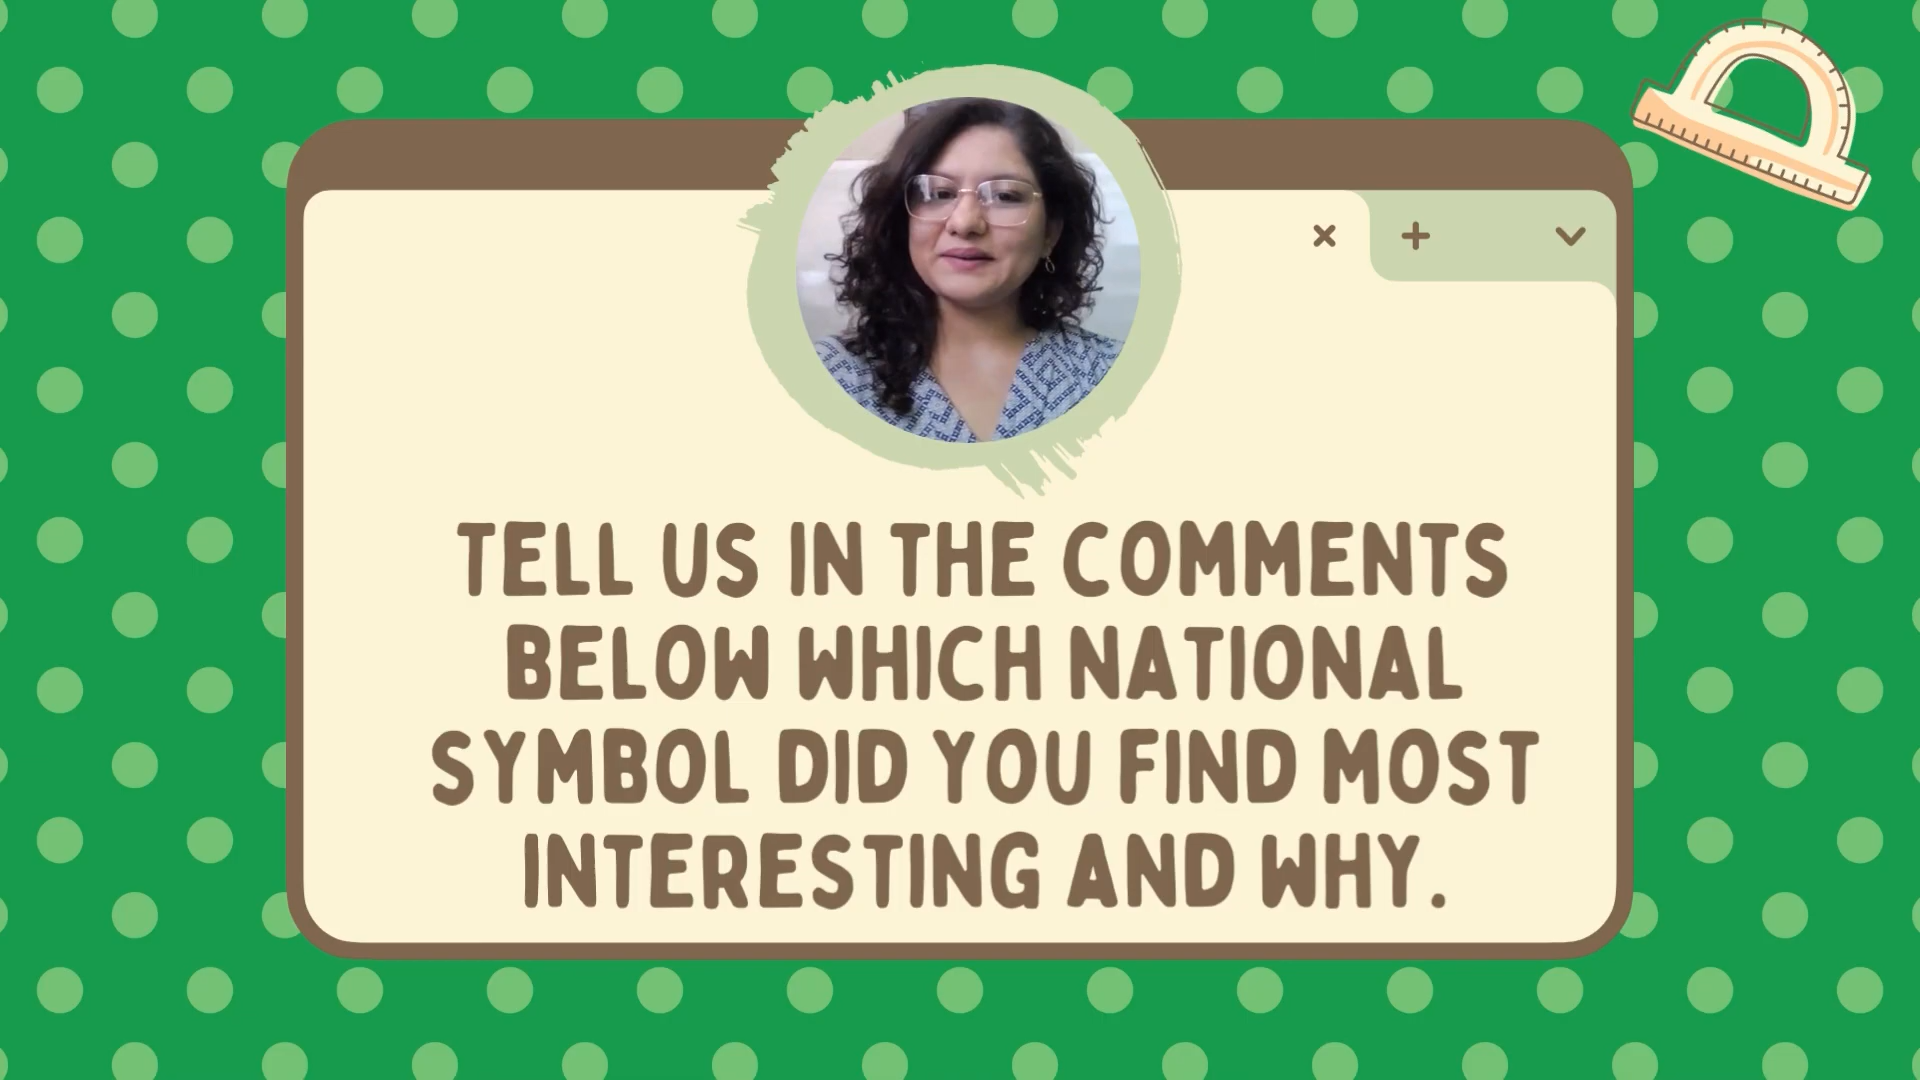 TELL US IN THE COMMENTS
BELOW WHICH NATIONAL
SYMBOL DID YOU FIND MOST
INTERESTING AND WHY.